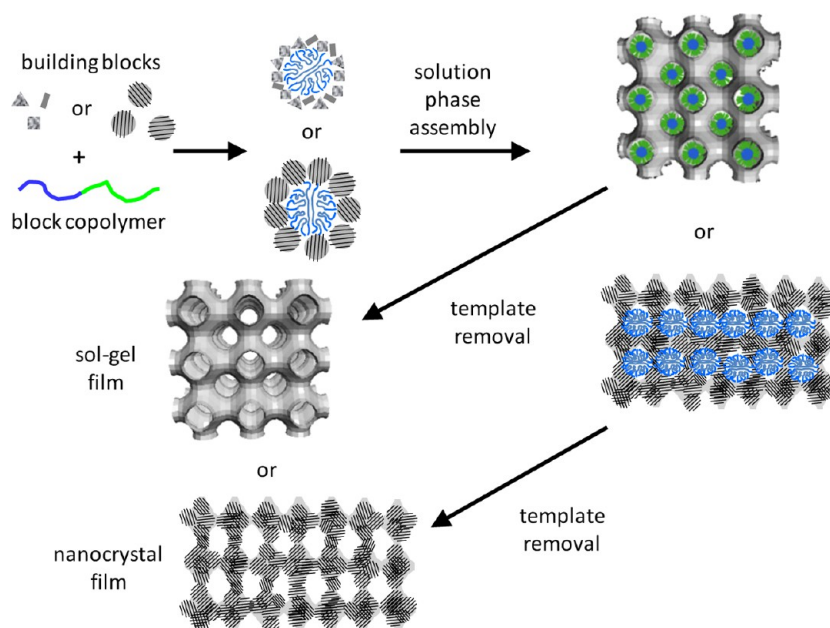 building blocks
or
+
block copolymer
or
solution
phase
assembly
or
template
removal
sol-gel
film
or
nanocrystal
film
template
removal